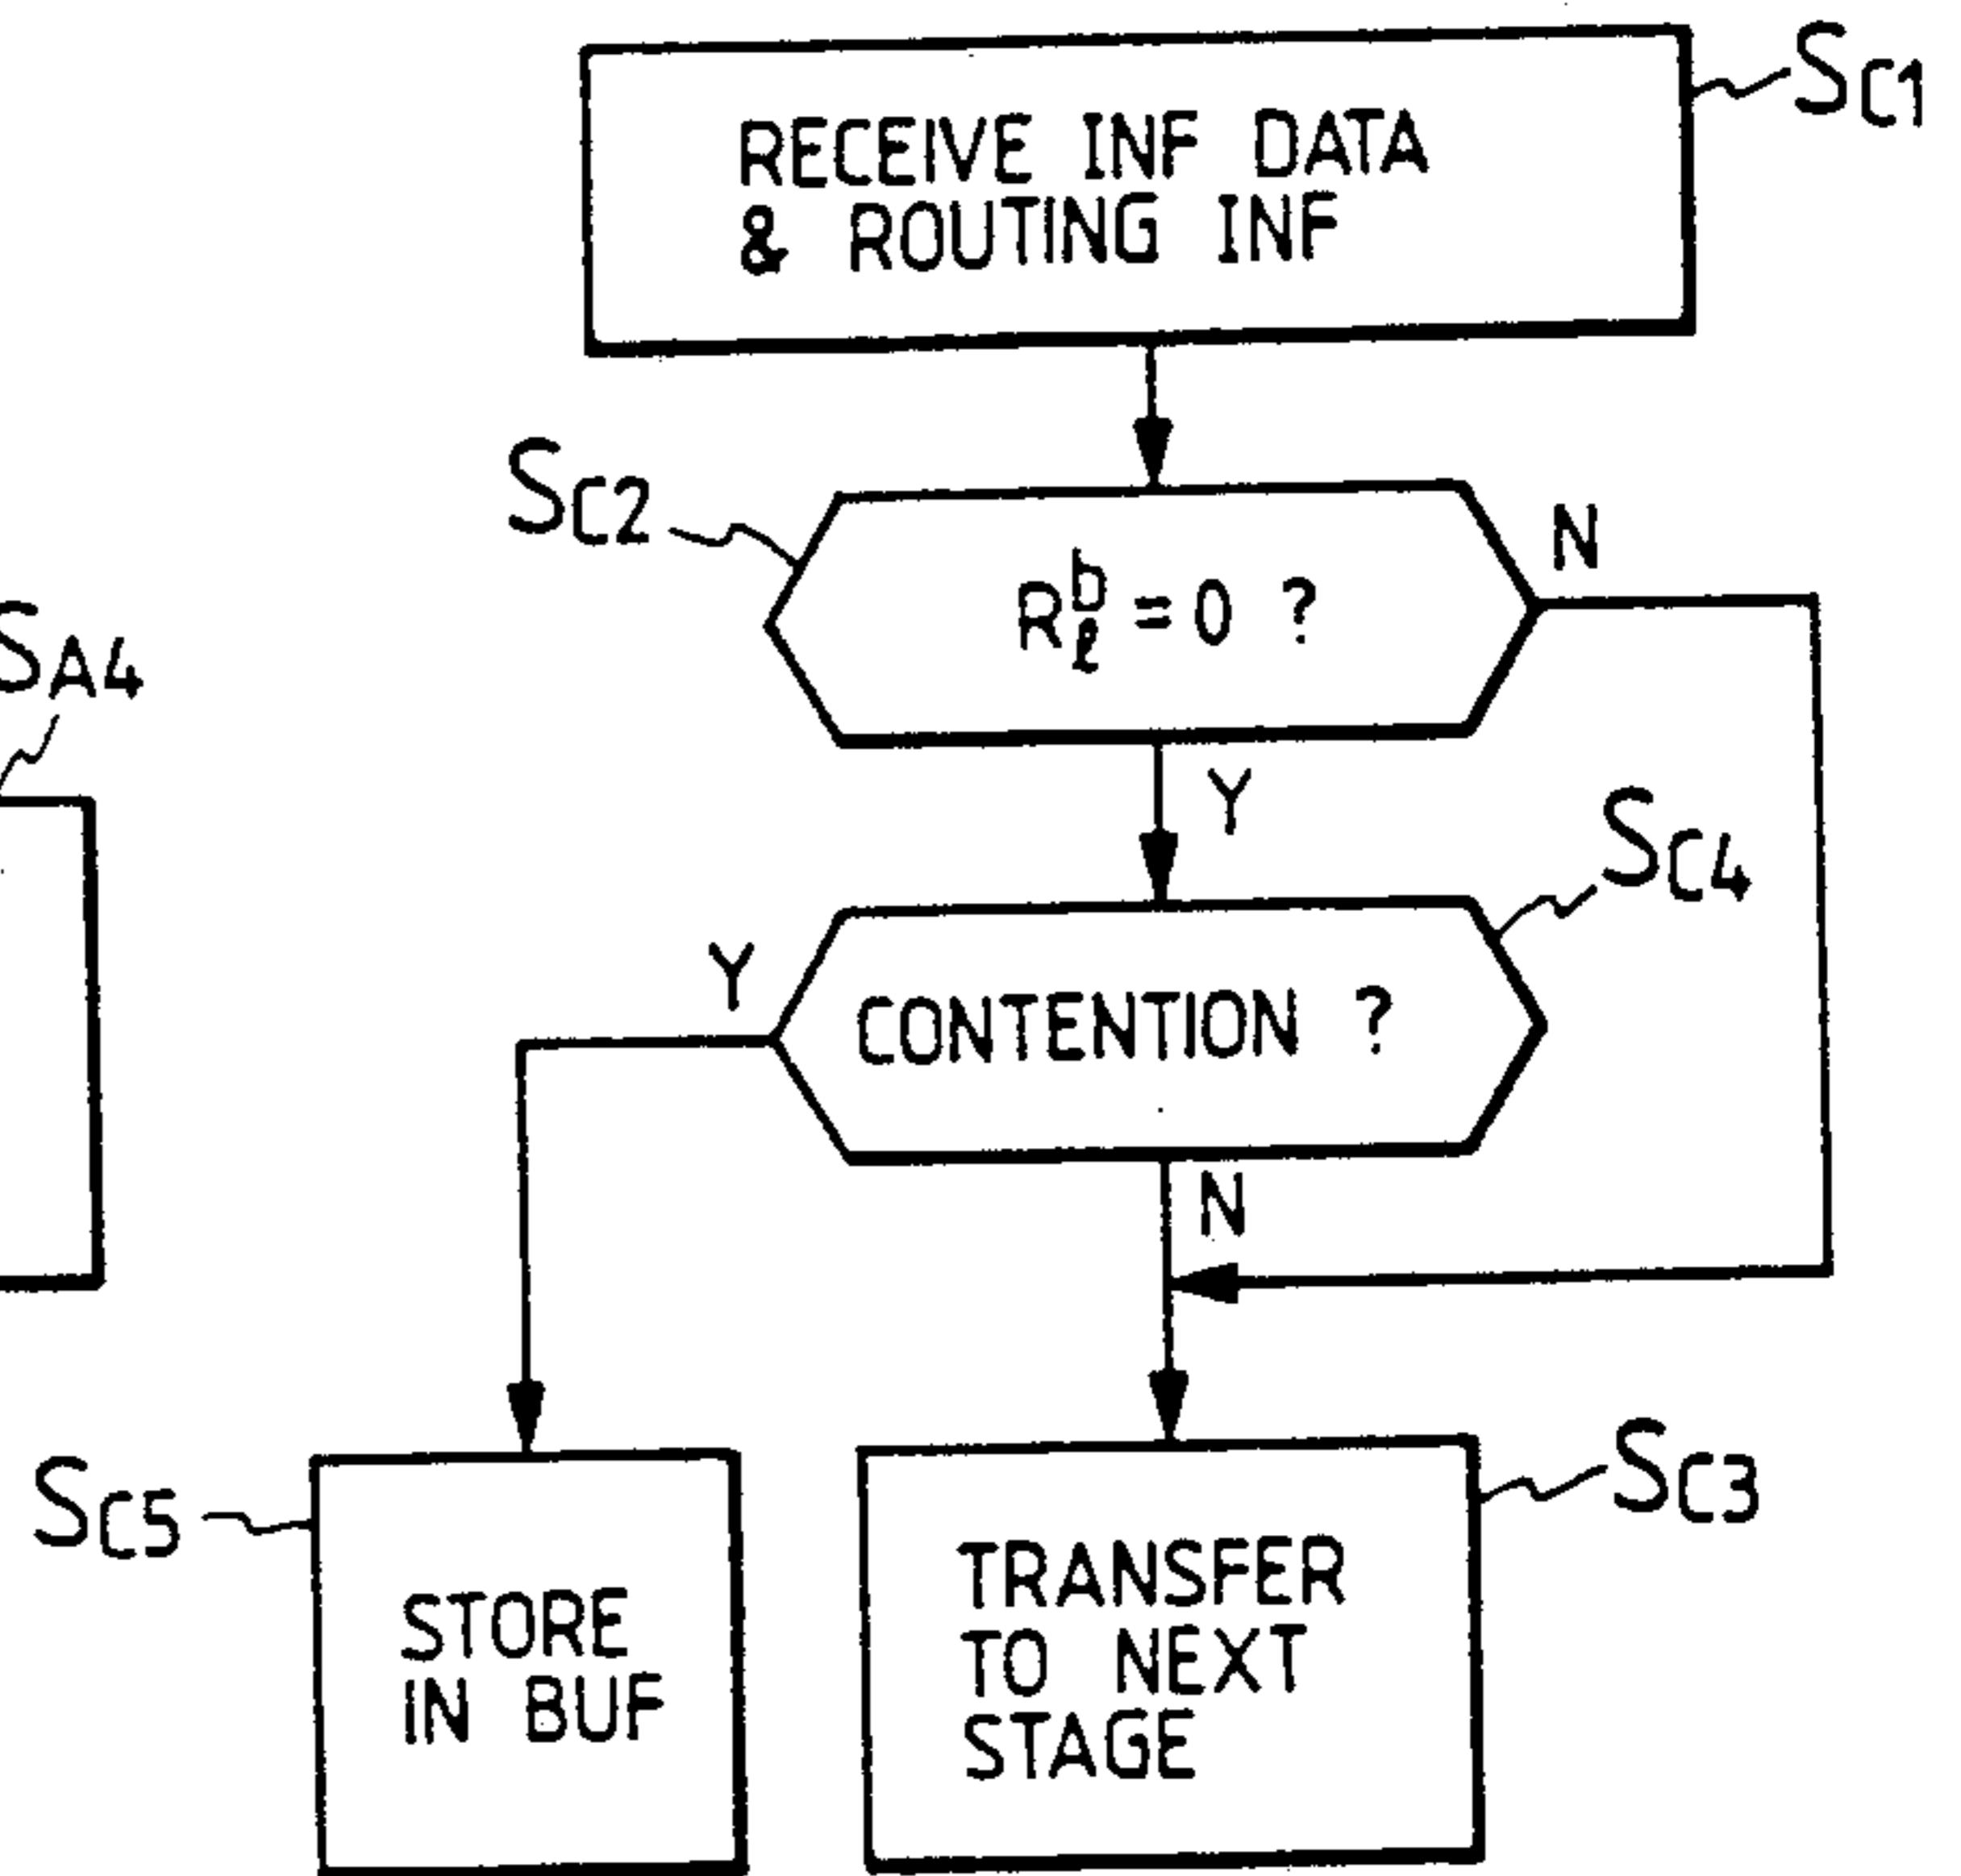 SC1
RECEIVE INF DATA
& ROUTING INF
SC2
N
R^b_ℓ = 0 ?
SA4
Y
SC4
Y
CONTENTION ?
N
SC5
SC3
STORE
IN BUF
TRANSFER
TO NEXT
STAGE